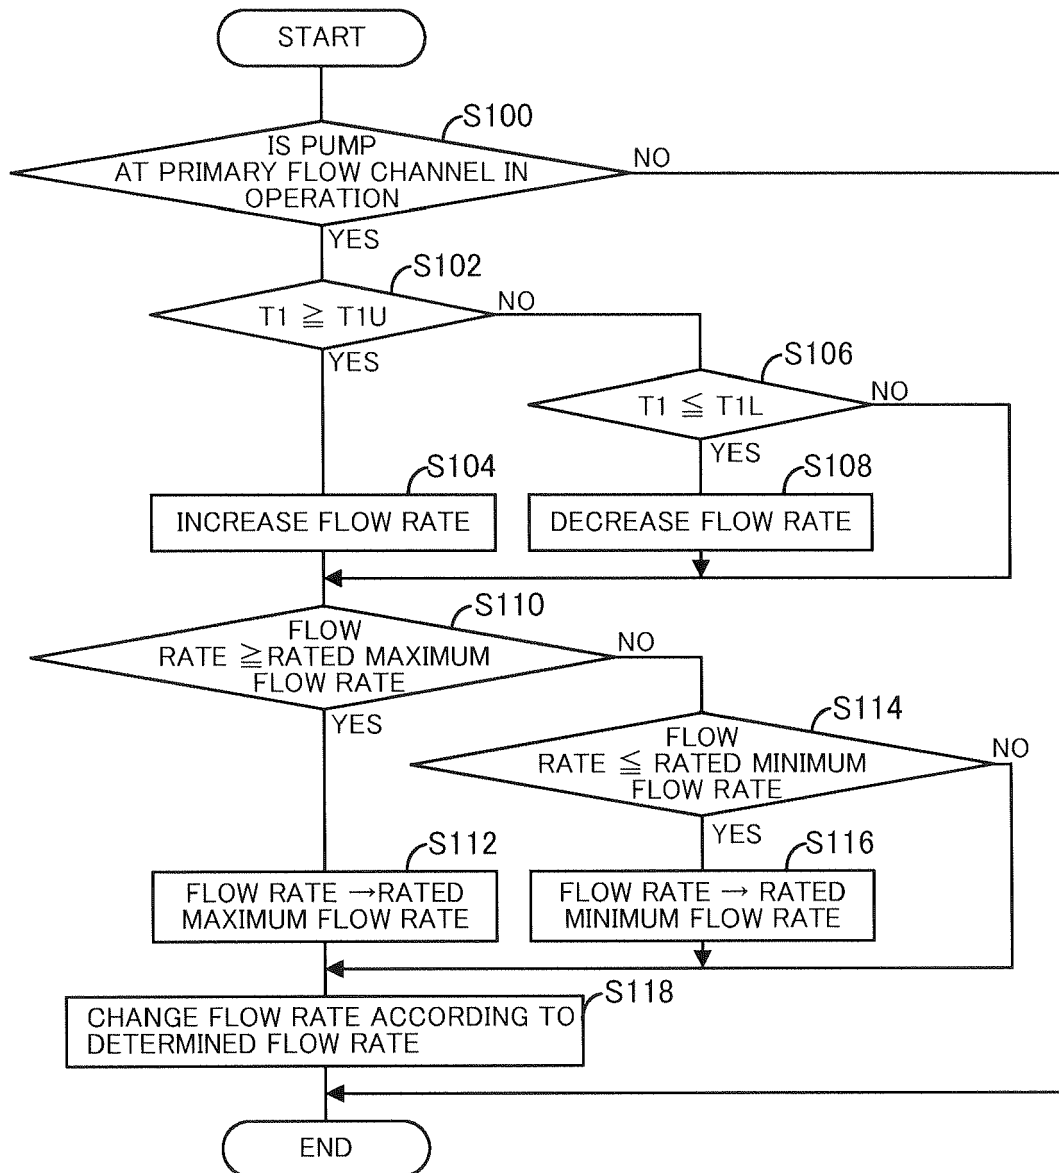 START
S100
IS PUMP
AT PRIMARY FLOW CHANNEL IN
OPERATION
NO
YES
S102
T1 ≧ T1U
NO
YES
S106
T1 ≦ T1L
NO
YES
S104
INCREASE FLOW RATE
S108
DECREASE FLOW RATE
S110
FLOW
RATE ≧RATED MAXIMUM
FLOW RATE
NO
YES
S114
FLOW
RATE ≦ RATED MINIMUM
FLOW RATE
NO
YES
S112
FLOW RATE →RATED
MAXIMUM FLOW RATE
S116
FLOW RATE → RATED
MINIMUM FLOW RATE
S118
CHANGE FLOW RATE ACCORDING TO
DETERMINED FLOW RATE
END